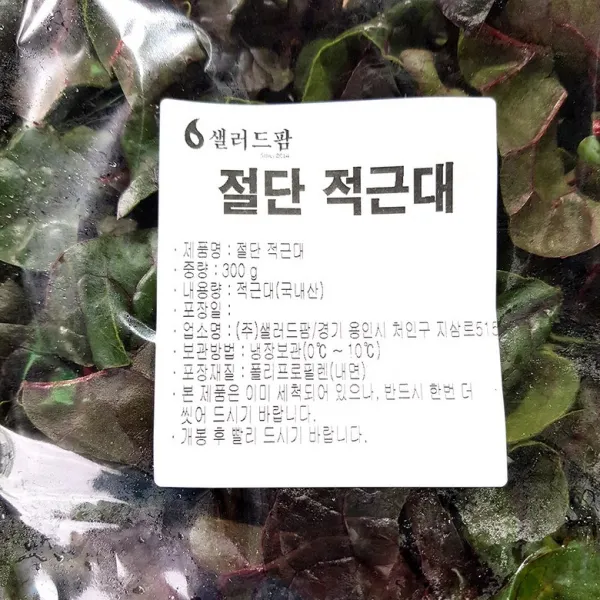 샐러드팜
Since 2014
절단 적근대
· 제품명 : 절단 적근대
· 중량 : 300 g
· 내용량 : 적근대(국내산)
· 포장일 :
· 업소명 : (주)샐러드팜/경기 용인시 처인구 지삼트515
· 보관방법 : 냉장보관(0℃ ~ 10℃)
· 포장재질 : 폴리프로필렌(내면)
· 본 제품은 이미 세척되어 있으나, 반드시 한번 더
씻어 드시기 바랍니다.
· 개봉 후 빨리 드시기 바랍니다.